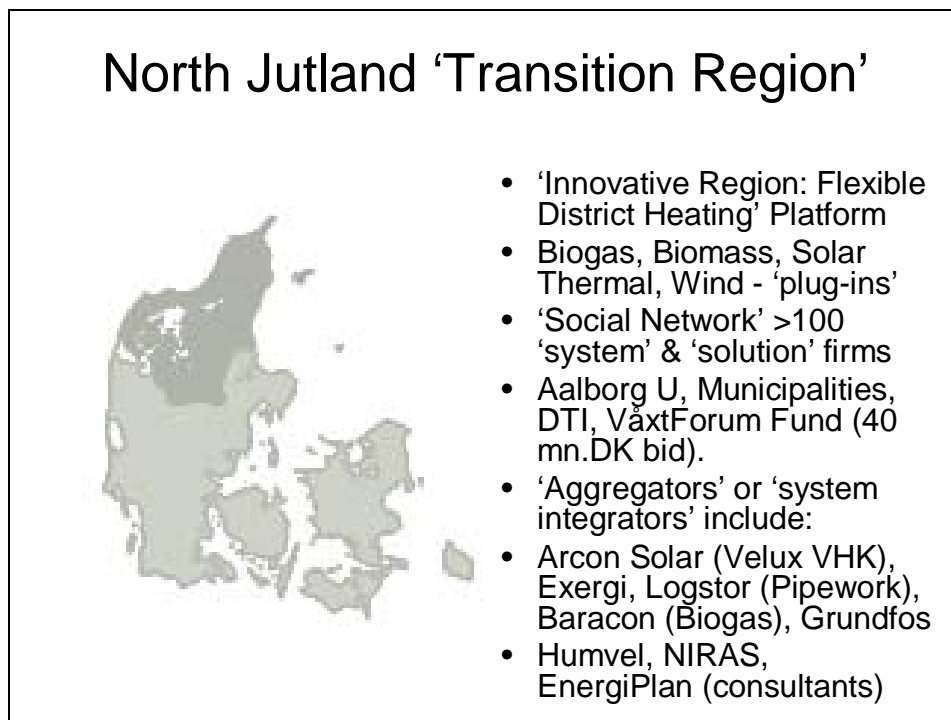 North Jutland ‘Transition Region’
• ‘Innovative Region: Flexible
District Heating’ Platform
• Biogas, Biomass, Solar
Thermal, Wind - ‘plug-ins’
• ‘Social Network’ >100
‘system’ & ‘solution’ firms
• Aalborg U, Municipalities,
DTI, VåxtForum Fund (40
mn.DK bid).
• ‘Aggregators’ or ‘system
integrators’ include:
• Arcon Solar (Velux VHK),
Exergi, Logstor (Pipework),
Baracon (Biogas), Grundfos
• Humvel, NIRAS,
EnergiPlan (consultants)